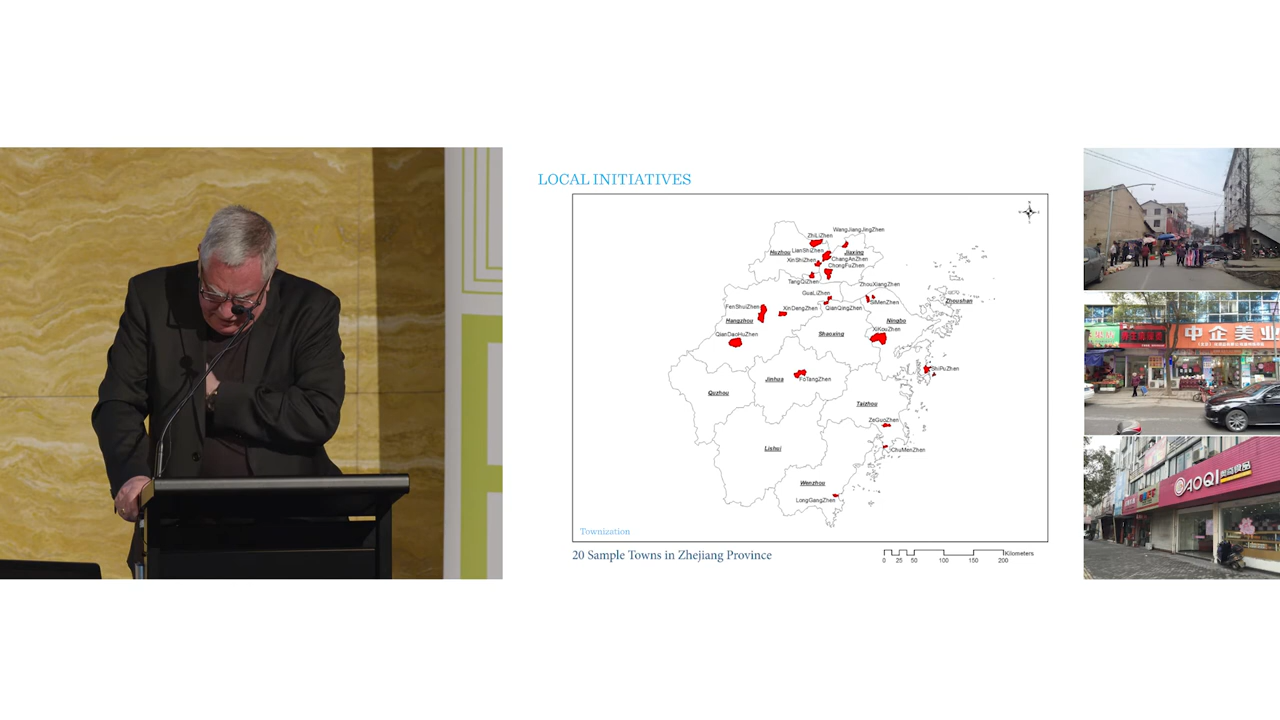 LOCAL INITIATIVES
WangJiangJingZhen
ZhiLiZhen
Huzhou
LianShiZhen
Jiaxing
XinShiZhen
ChangAnZhen
ChongFuZhen
TangQiZhen
ZhouXiangZhen
GuaLiZhen
SiMenZhen
Zhoushan
FenShuiZhen
XinDengZhen
QianQingZhen
Hangzhou
Ningbo
QianDaoHuZhen
Shaoxing
XiKouZhen
ShiPuZhen
Jinhua
FoTangZhen
Quzhou
Taizhou
ZeGuoZhen
Lishui
ChuMenZhen
Wenzhou
LongGangZhen
Townization
20 Sample Towns in Zhejiang Province
Kilometers
0 25 50 100 150 200
中企美业
AOQI